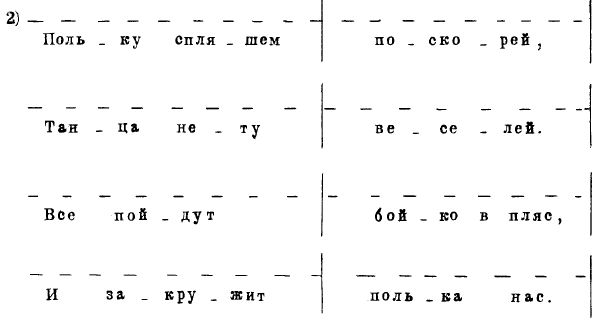 2) Поль - ку спля - шем по - ско - рей,
Тан - ца не - ту ве - се - лей.
Все пой - дут бой - ко в пляс,
И за - кру - жит поль - ка нас.